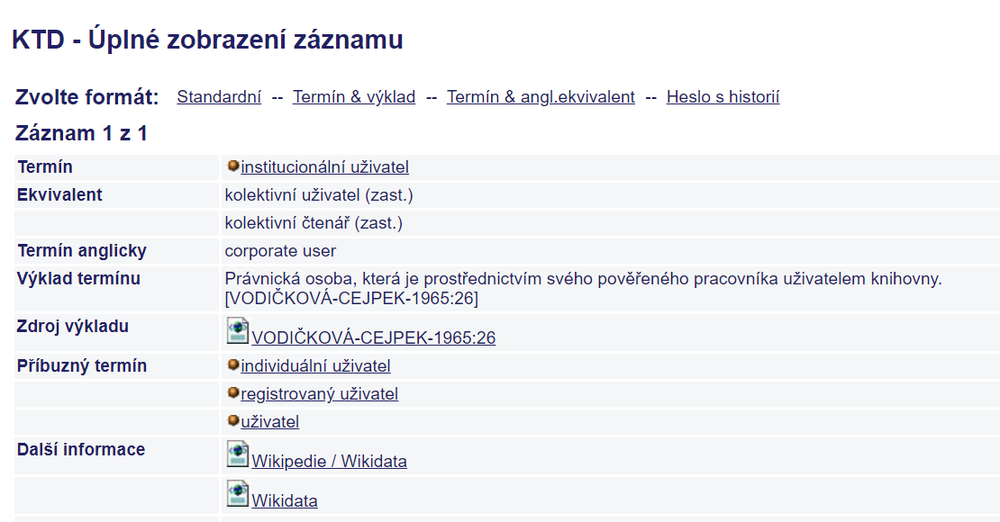 KTD - Úplné zobrazení záznamu
Zvolte formát: Standardní -- Termín & výklad -- Termín & angl.ekvivalent -- Heslo s historií
Záznam 1 z 1
Termín institucionální uživatel
Ekvivalent kolektivní uživatel (zast.)
kolektivní čtenář (zast.)
Termín anglicky corporate user
Výklad termínu Právnická osoba, která je prostřednictvím svého pověřeného pracovníka uživatelem knihovny.
[VODIČKOVÁ-CEJPEK-1965:26]
Zdroj výkladu VODIČKOVÁ-CEJPEK-1965:26
Příbuzný termín individuální uživatel
registrovaný uživatel
uživatel
Další informace Wikipedie / Wikidata
Wikidata